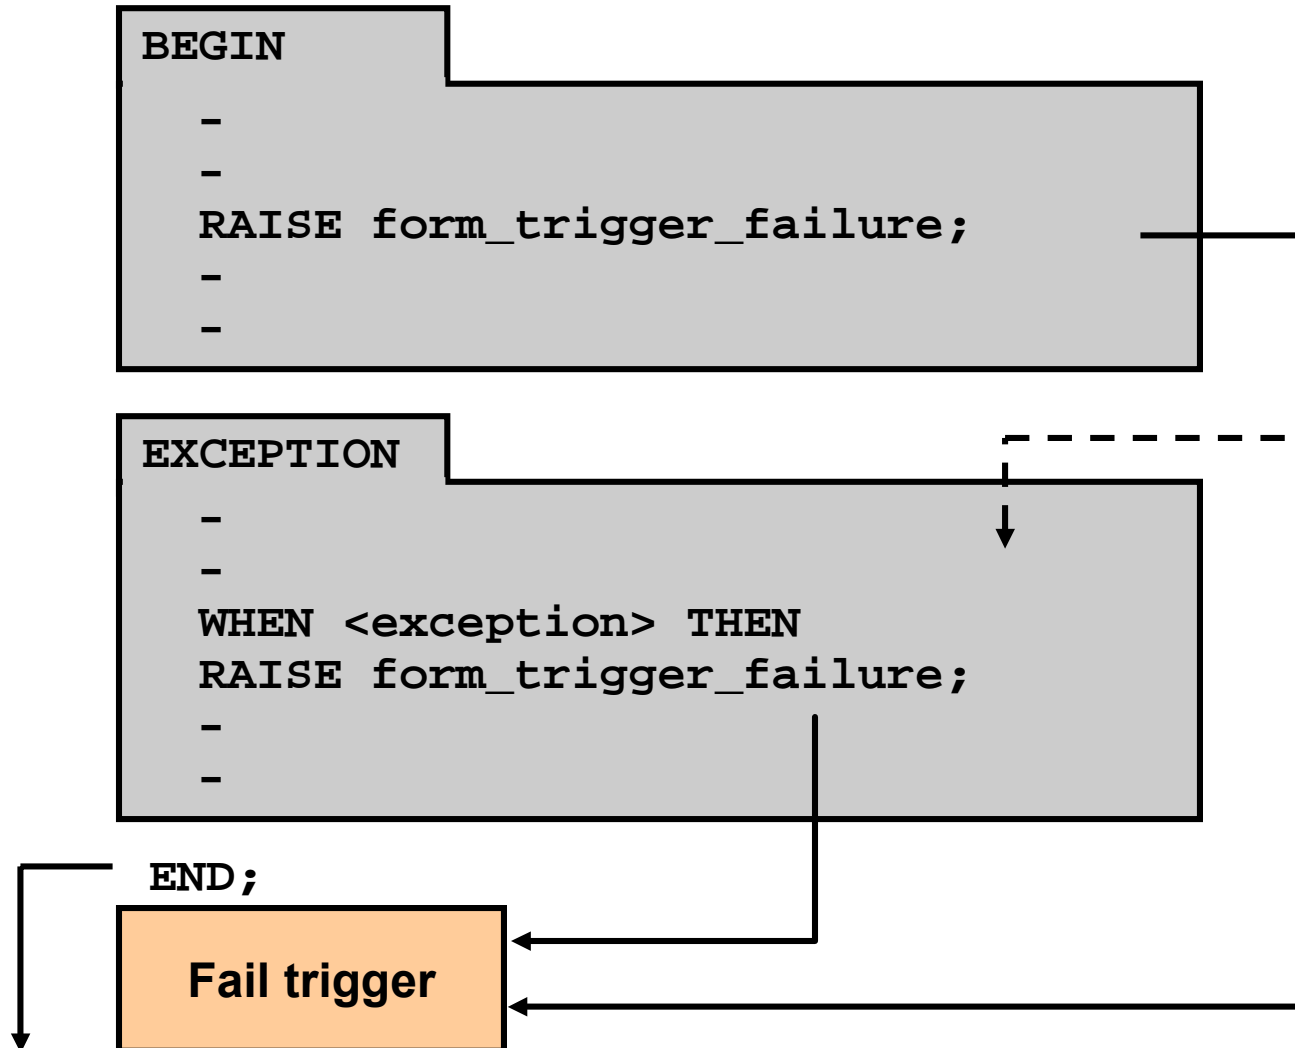 BEGIN
-
-
RAISE form_trigger_failure;
-
-
EXCEPTION
-
-
WHEN <exception> THEN
RAISE form_trigger_failure;
-
-
END;
Fail trigger